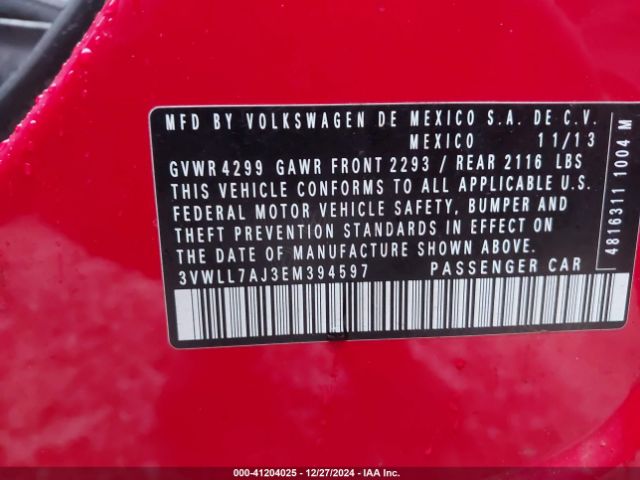 MFD BY VOLKSWAGEN DE MEXICO S.A. DE C.V.
MEXICO 11/13
GVWR 4299 GAWR FRONT 2293 / REAR 2116 LBS
THIS VEHICLE CONFORMS TO ALL APPLICABLE U.S.
FEDERAL MOTOR VEHICLE SAFETY, BUMPER AND
THEFT PREVENTION STANDARDS IN EFFECT ON
THE DATE OF MANUFACTURE SHOWN ABOVE.
3VWLL7AJ3EM394597 PASSENGER CAR
4816311 1004 M
000-41204025 - 12/27/2024 - IAA Inc.